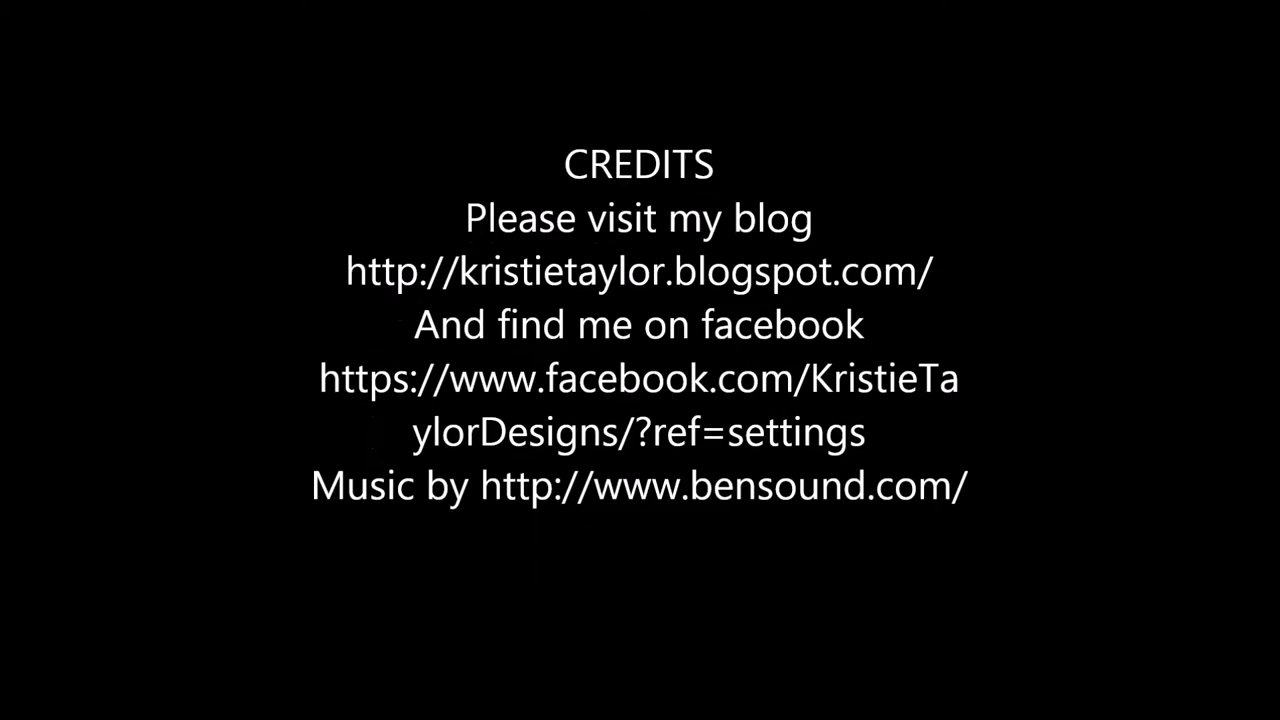 CREDITS
Please visit my blog
http://kristietaylor.blogspot.com/
And find me on facebook
https://www.facebook.com/KristieTa
ylorDesigns/?ref=settings
Music by http://www.bensound.com/